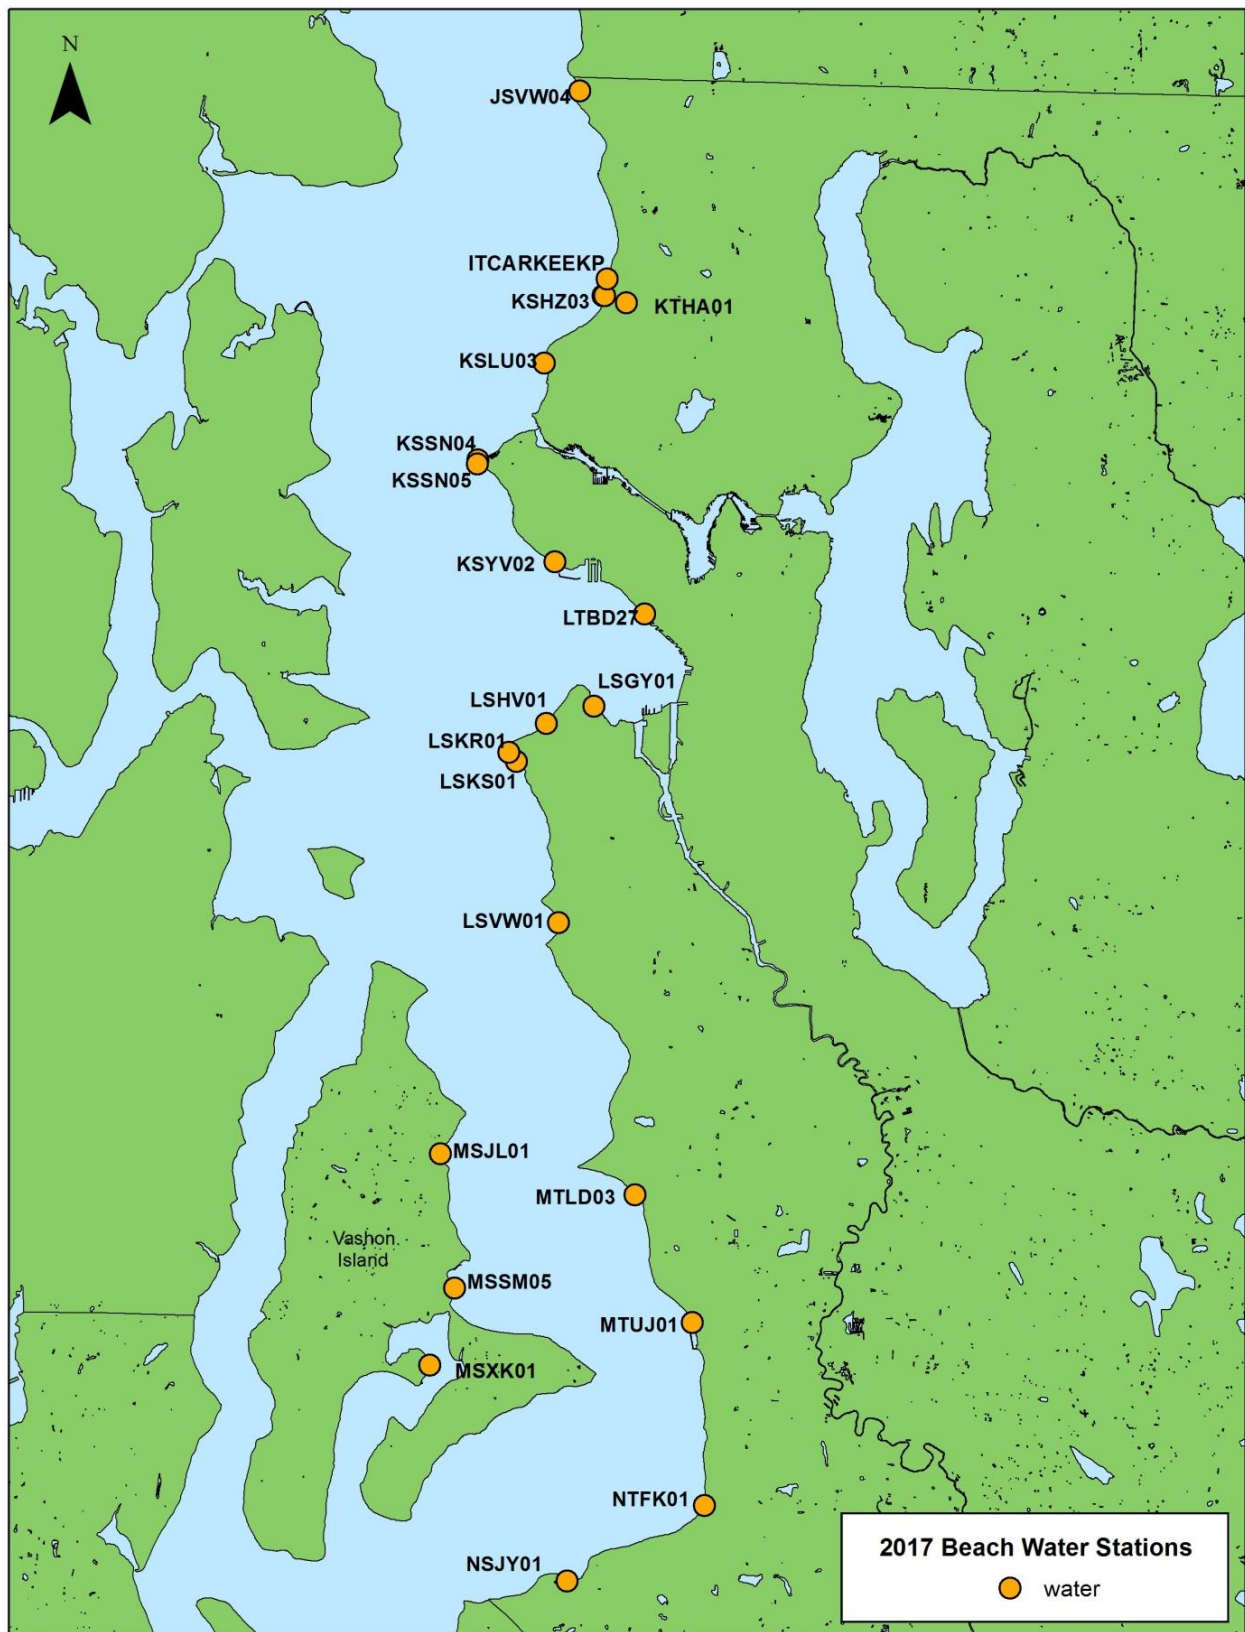 N
JSVW04
ITCARKEEKP
KSHZ03
KTHA01
KSLU03
KSSN04
KSSN05
KSYV02
LTBD27
LSGY01
LSHV01
LSKR01
LSKS01
LSVW01
MSJL01
MTLD03
Vashon
Island
MSSM05
MTUJ01
MSXK01
NTFK01
NSJY01
2017 Beach Water Stations
water